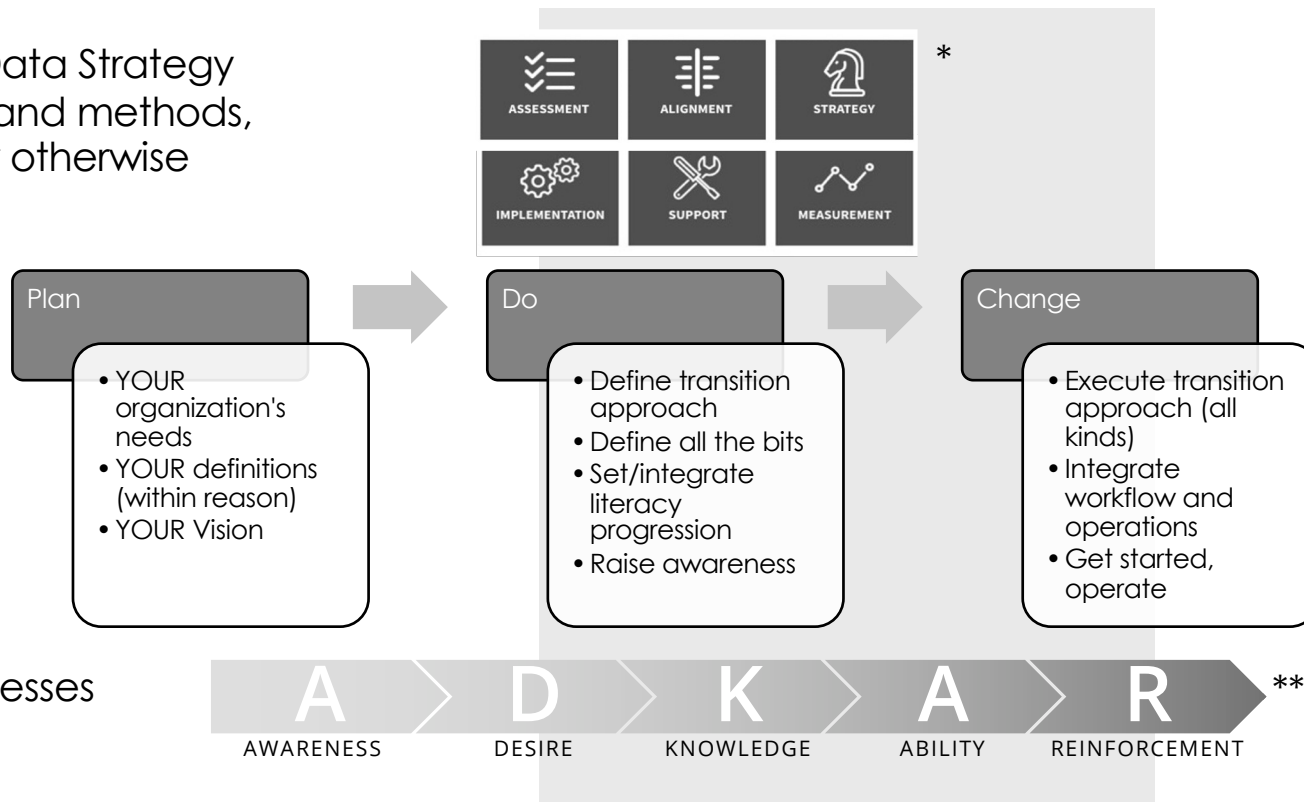 Data Strategy
and methods,
otherwise
*
ASSESSMENT
ALIGNMENT
STRATEGY
IMPLEMENTATION
SUPPORT
MEASUREMENT
Plan
• YOUR
organization's
needs
• YOUR definitions
(within reason)
• YOUR Vision
Do
• Define transition
approach
• Define all the bits
• Set/integrate
literacy
progression
• Raise awareness
Change
• Execute transition
approach (all
kinds)
• Integrate
workflow and
operations
• Get started,
operate
esses
A D K A R
**
AWARENESS
DESIRE
KNOWLEDGE
ABILITY
REINFORCEMENT